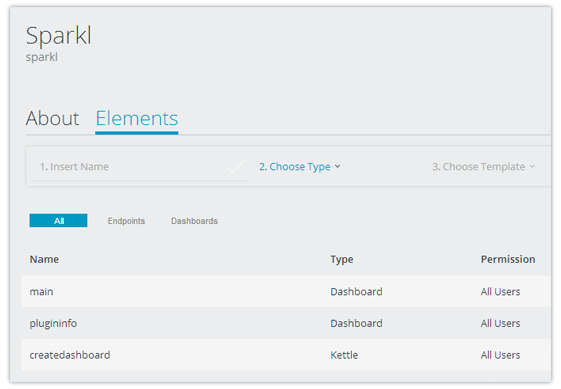 Sparkl
sparkl
About Elements
1. Insert Name 2. Choose Type 3. Choose Template
All Endpoints Dashboards
Name Type Permission
main Dashboard All Users
plugininfo Dashboard All Users
createdashboard Kettle All Users